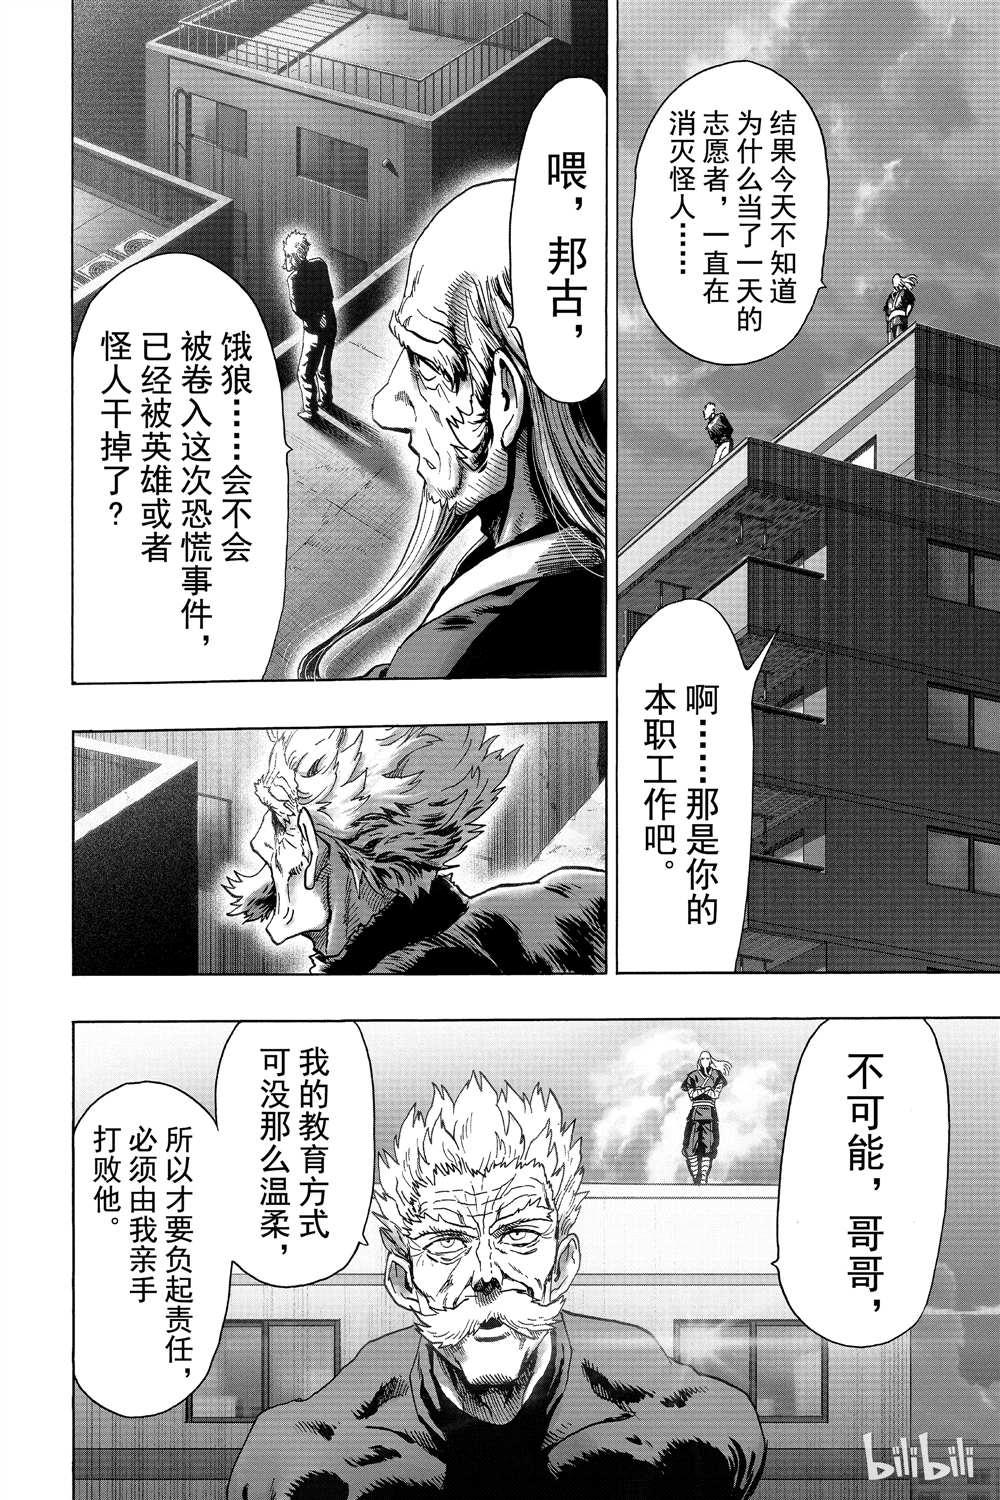 结果今天不知道
为什么当了一天的
志愿者，一直在
消灭怪人……
啊……那是你的
本职工作吧。
喂，邦古，
饿狼……会不会
被卷入这次恐慌事件，
已经被英雄或者
怪人干掉了？
不可能，哥哥，
我的教育方式
可没那么温柔，
所以才要负起责任，
必须由我亲手
打败他。
bilibili